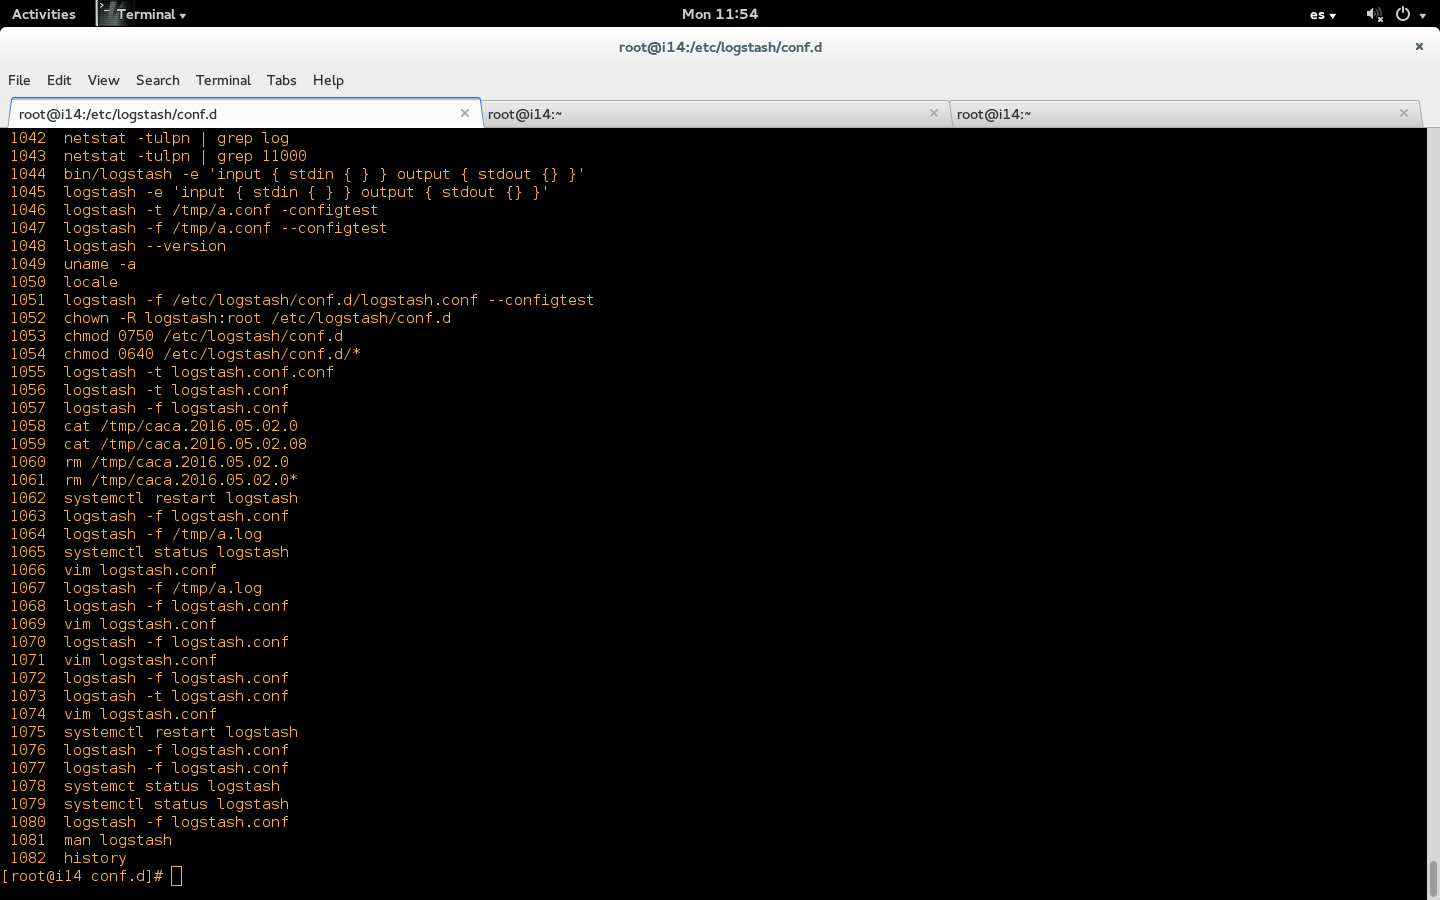 Activities Terminal Mon 11:54 es
root@i14:/etc/logstash/conf.d
File Edit View Search Terminal Tabs Help
root@i14:/etc/logstash/conf.d root@i14:~ root@i14:~
1042 netstat -tulpn | grep log
1043 netstat -tulpn | grep 11000
1044 bin/logstash -e 'input { stdin { } } output { stdout {} }'
1045 logstash -e 'input { stdin { } } output { stdout {} }'
1046 logstash -t /tmp/a.conf -configtest
1047 logstash -f /tmp/a.conf --configtest
1048 logstash --version
1049 uname -a
1050 locale
1051 logstash -f /etc/logstash/conf.d/logstash.conf --configtest
1052 chown -R logstash:root /etc/logstash/conf.d
1053 chmod 0750 /etc/logstash/conf.d
1054 chmod 0640 /etc/logstash/conf.d/*
1055 logstash -t logstash.conf.conf
1056 logstash -t logstash.conf
1057 logstash -f logstash.conf
1058 cat /tmp/caca.2016.05.02.0
1059 cat /tmp/caca.2016.05.02.08
1060 rm /tmp/caca.2016.05.02.0
1061 rm /tmp/caca.2016.05.02.0*
1062 systemctl restart logstash
1063 logstash -f logstash.conf
1064 logstash -f /tmp/a.log
1065 systemctl status logstash
1066 vim logstash.conf
1067 logstash -f /tmp/a.log
1068 logstash -f logstash.conf
1069 vim logstash.conf
1070 logstash -f logstash.conf
1071 vim logstash.conf
1072 logstash -f logstash.conf
1073 logstash -t logstash.conf
1074 vim logstash.conf
1075 systemctl restart logstash
1076 logstash -f logstash.conf
1077 logstash -f logstash.conf
1078 systemct status logstash
1079 systemctl status logstash
1080 logstash -f logstash.conf
1081 man logstash
1082 history
[root@i14 conf.d]#